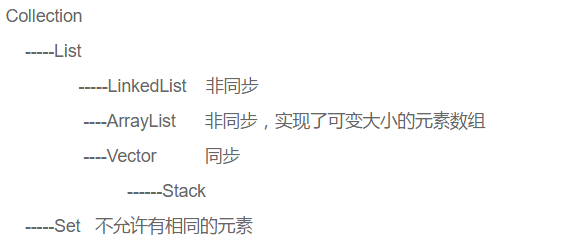 Collection
-----List
-----LinkedList 非同步
----ArrayList 非同步，实现了可变大小的元素数组
----Vector 同步
------Stack
-----Set 不允许有相同的元素